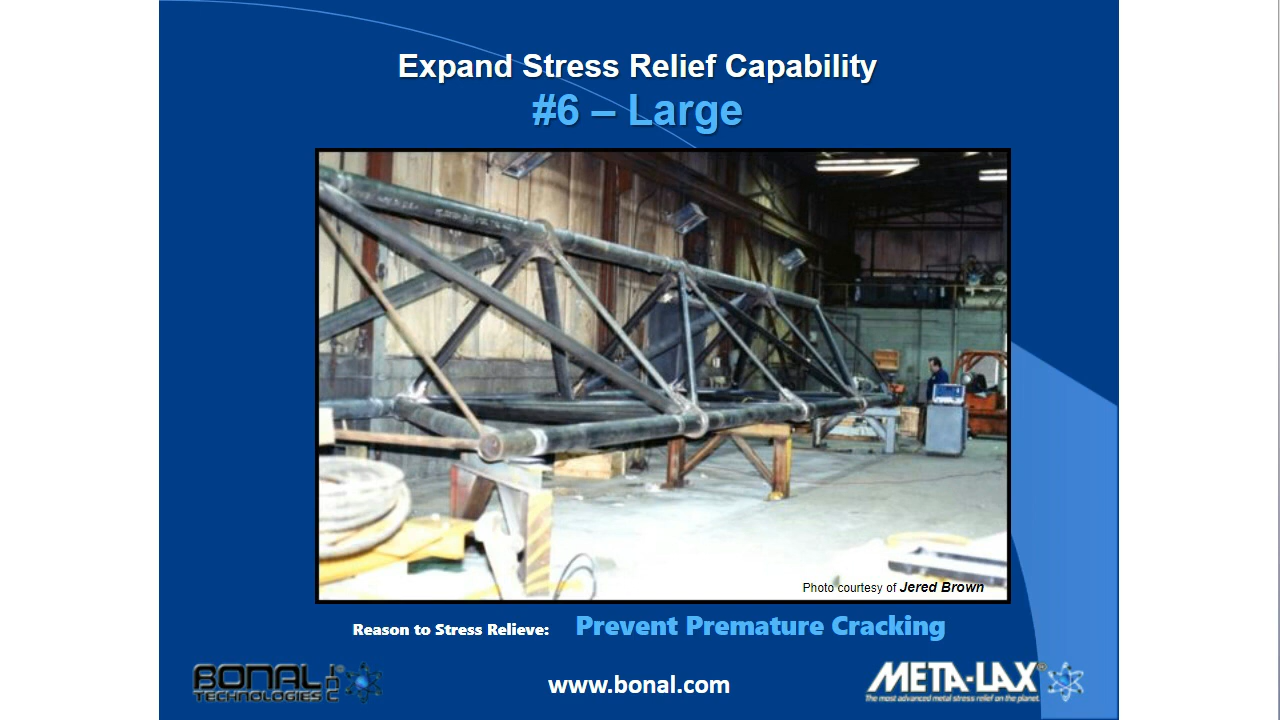 Expand Stress Relief Capability
#6 – Large
Photo courtesy of Jered Brown
Reason to Stress Relieve: Prevent Premature Cracking
BONAL INC
TECHNOLOGIES
www.bonal.com
META-LAX®
The most advanced metal stress relief on the planet.